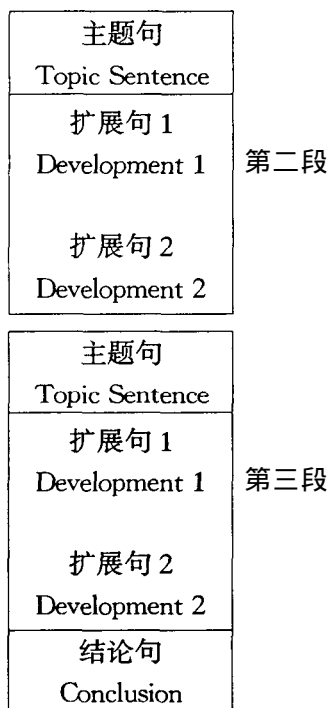 主题句
Topic Sentence
扩展句 1
Development 1
第二段
扩展句 2
Development 2
主题句
Topic Sentence
扩展句 1
Development 1
第三段
扩展句 2
Development 2
结论句
Conclusion